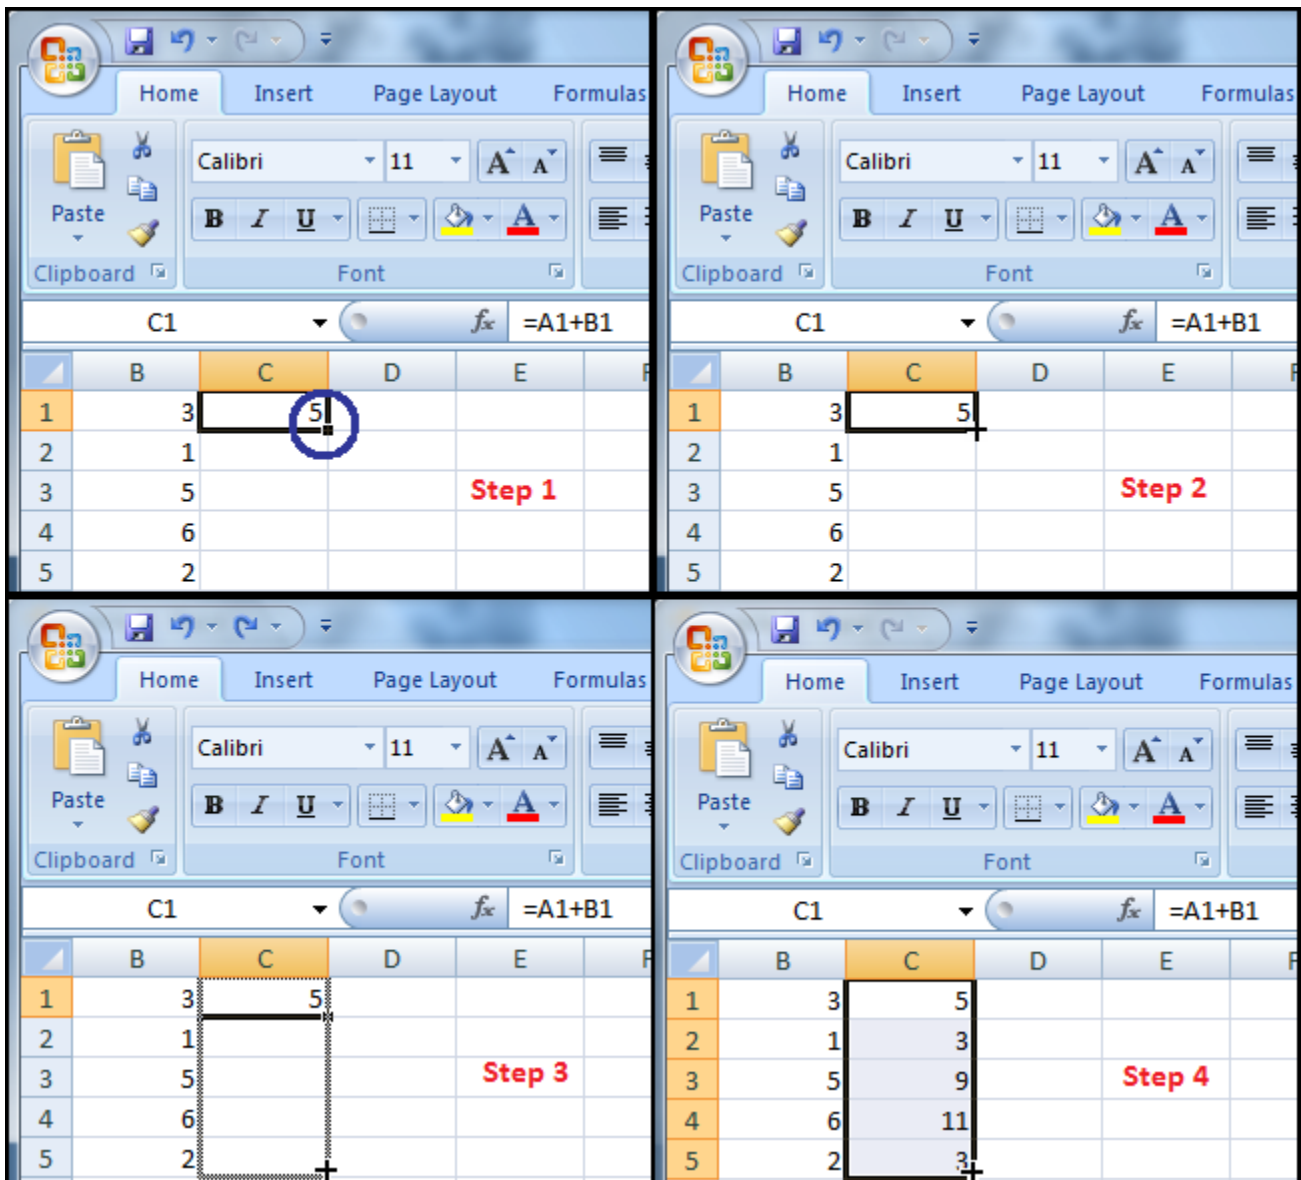 Home Insert Page Layout Formulas
Calibri 11 A A
Paste B I U A
Clipboard Font
C1 fx =A1+B1
B C D E
1 3 5
2 1
3 5 Step 1
4 6
5 2
Home Insert Page Layout Formulas
Calibri 11 A A
Paste B I U A
Clipboard Font
C1 fx =A1+B1
B C D E
1 3 5
2 1
3 5 Step 2
4 6
5 2
Home Insert Page Layout Formulas
Calibri 11 A A
Paste B I U A
Clipboard Font
C1 fx =A1+B1
B C D E
1 3 5
2 1
3 5 Step 3
4 6
5 2
Home Insert Page Layout Formulas
Calibri 11 A A
Paste B I U A
Clipboard Font
C1 fx =A1+B1
B C D E
1 3 5
2 1 3
3 5 9 Step 4
4 6 11
5 2 3